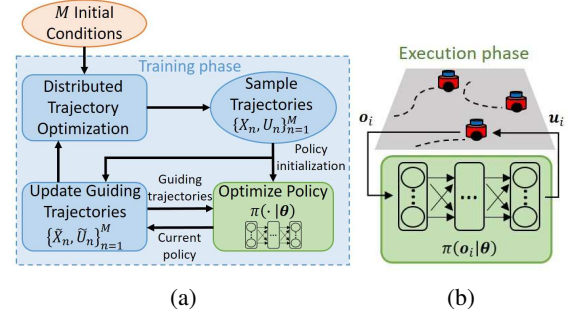 M Initial
Conditions
Training phase
Distributed
Trajectory
Optimization
Sample
Trajectories
{X_n, U_n}_{n=1}^M
Policy
initialization
Update Guiding
Trajectories
{X̃_n, Ũ_n}_{n=1}^M
Guiding
trajectories
Current
policy
Optimize Policy
π(· |θ)
...
(a)
Execution phase
o_i
u_i
...
π(o_i|θ)
(b)